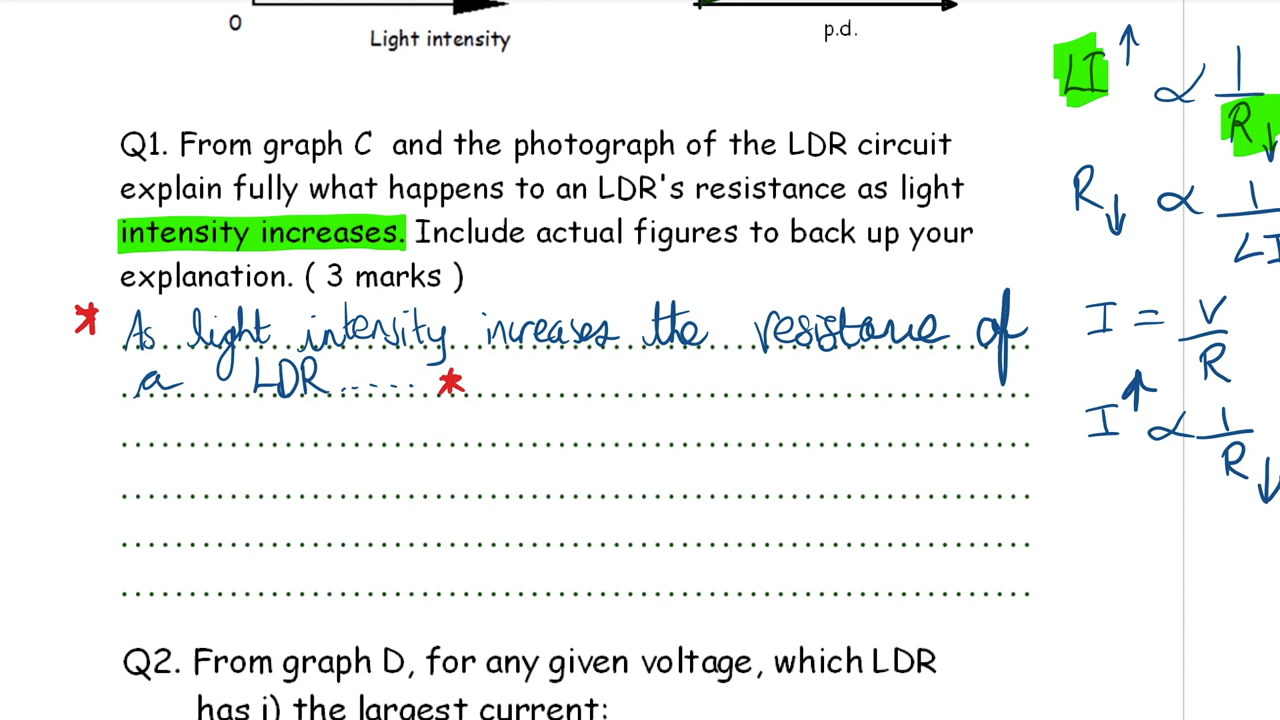 O
Light intensity
p.d.
LI ↑ ∝ 1/R ↓
Q1. From graph C and the photograph of the LDR circuit
explain fully what happens to an LDR's resistance as light
intensity increases. Include actual figures to back up your
explanation. ( 3 marks )
* As light intensity increases the resistance of
a LDR ..... *
R ↓ ∝ 1/LI
I = V/R
I ↑ ∝ 1/R ↓
Q2. From graph D, for any given voltage, which LDR
has i) the largest current: